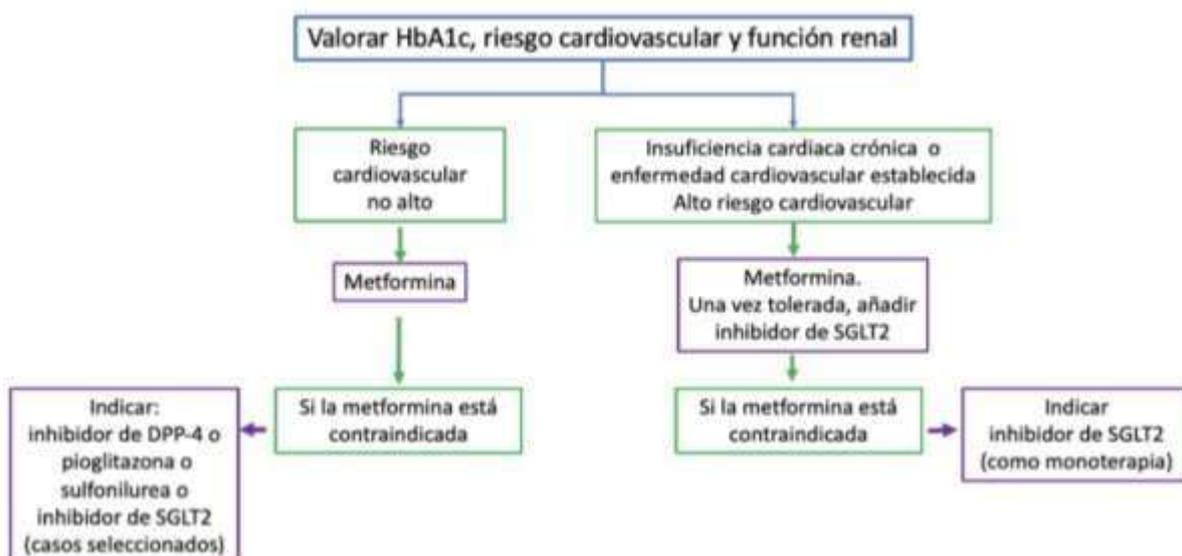 Valorar HbA1c, riesgo cardiovascular y función renal
Riesgo
cardiovascular
no alto
Insuficiencia cardiaca crónica o
enfermedad cardiovascular establecida
Alto riesgo cardiovascular
Metformina
Metformina.
Una vez tolerada, añadir
inhibidor de SGLT2
Indicar:
inhibidor de DPP-4 o
pioglitazona o
sulfonilurea o
inhibidor de SGLT2
(casos seleccionados)
Si la metformina está
contraindicada
Si la metformina está
contraindicada
Indicar
inhibidor de SGLT2
(como monoterapia)